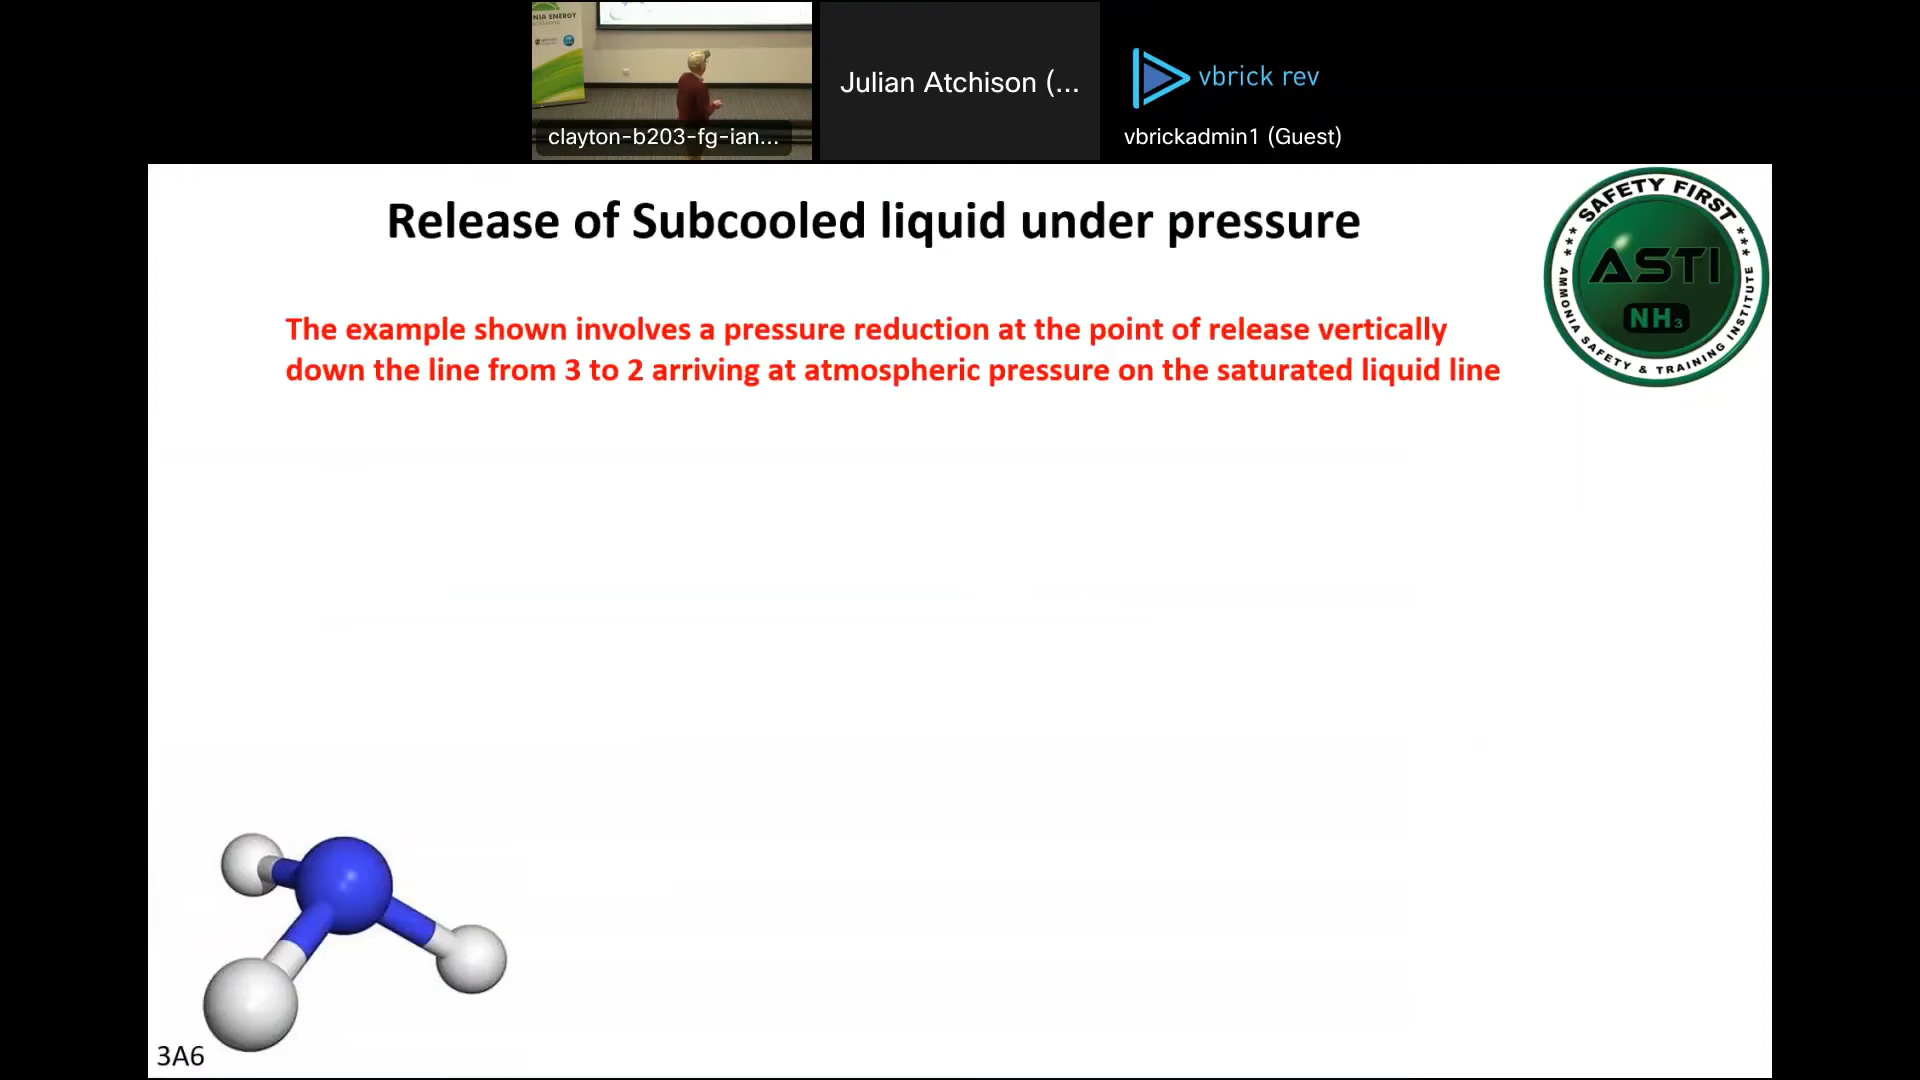 NIA ENERGY
Julian Atchison (...
vbrick rev
clayton-b203-fg-ian...
vbrickadmin1 (Guest)
Release of Subcooled liquid under pressure
SAFETY FIRST
ASTI
NH₃
AMMONIA SAFETY & TRAINING INSTITUTE
The example shown involves a pressure reduction at the point of release vertically
down the line from 3 to 2 arriving at atmospheric pressure on the saturated liquid line
3A6